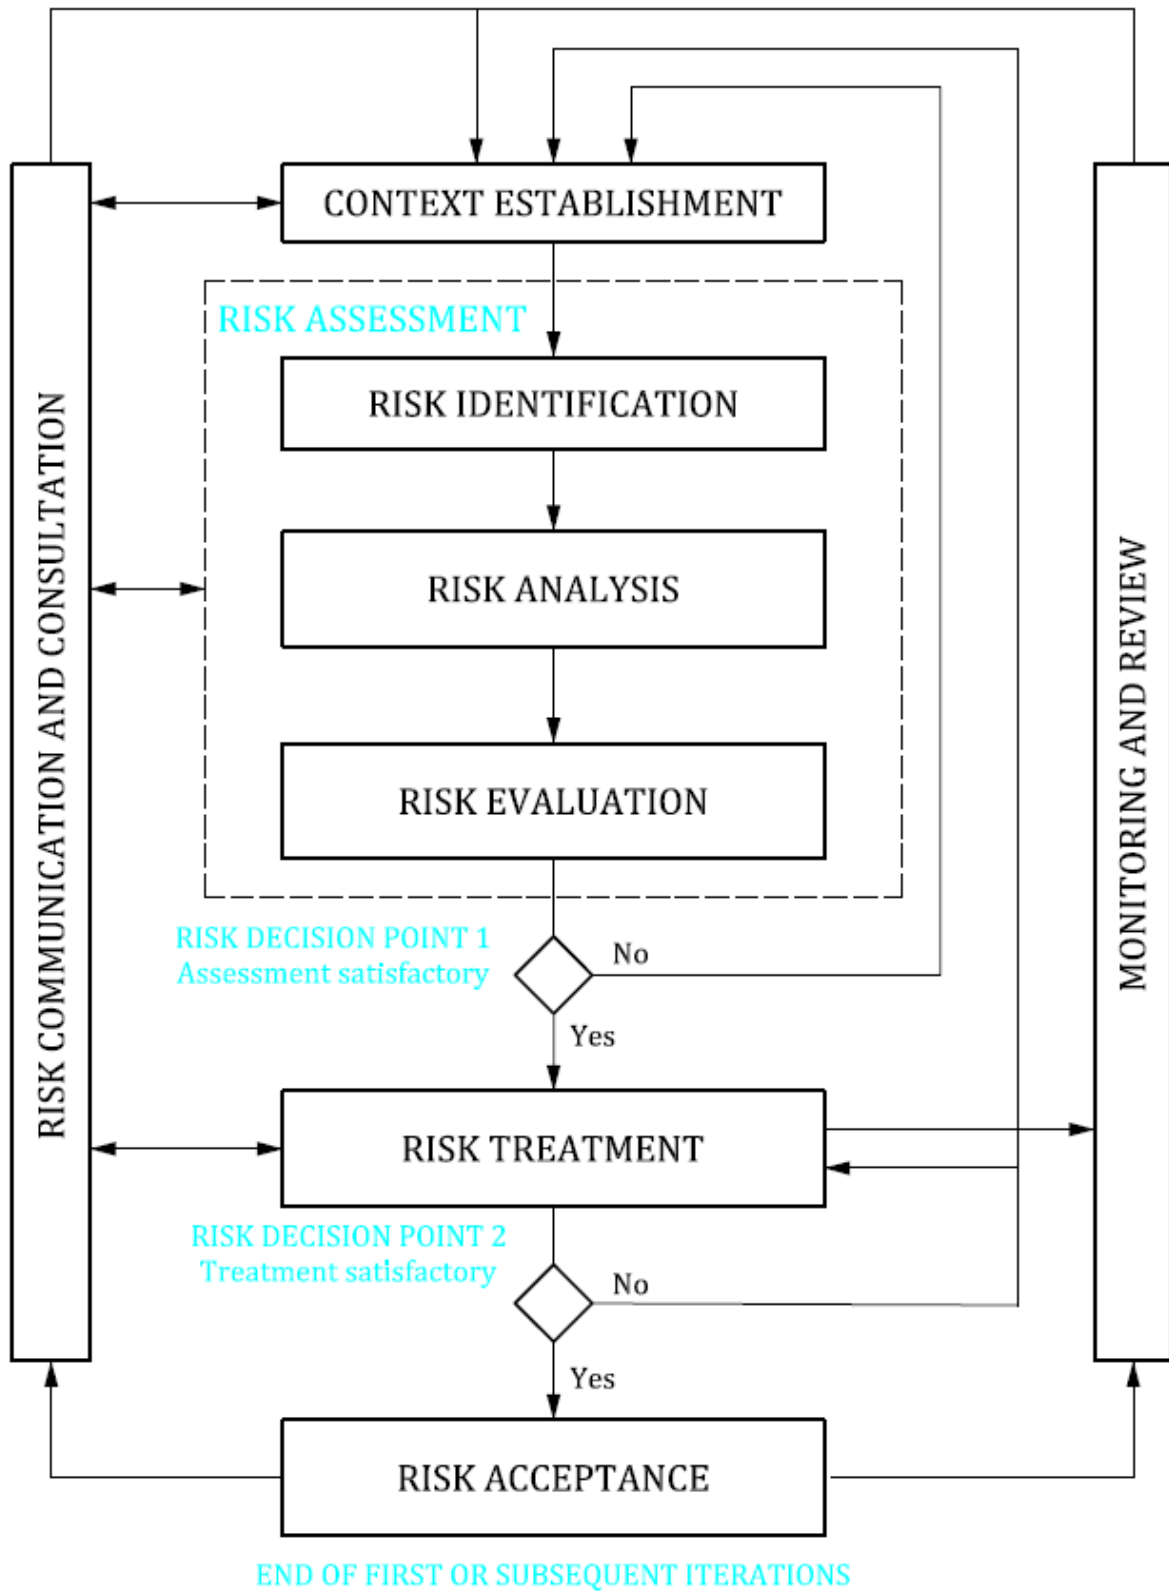 CONTEXT ESTABLISHMENT
RISK ASSESSMENT
RISK IDENTIFICATION
RISK ANALYSIS
RISK EVALUATION
RISK DECISION POINT 1
Assessment satisfactory
No
Yes
RISK TREATMENT
RISK DECISION POINT 2
Treatment satisfactory
No
Yes
RISK ACCEPTANCE
END OF FIRST OR SUBSEQUENT ITERATIONS
RISK COMMUNICATION AND CONSULTATION
MONITORING AND REVIEW